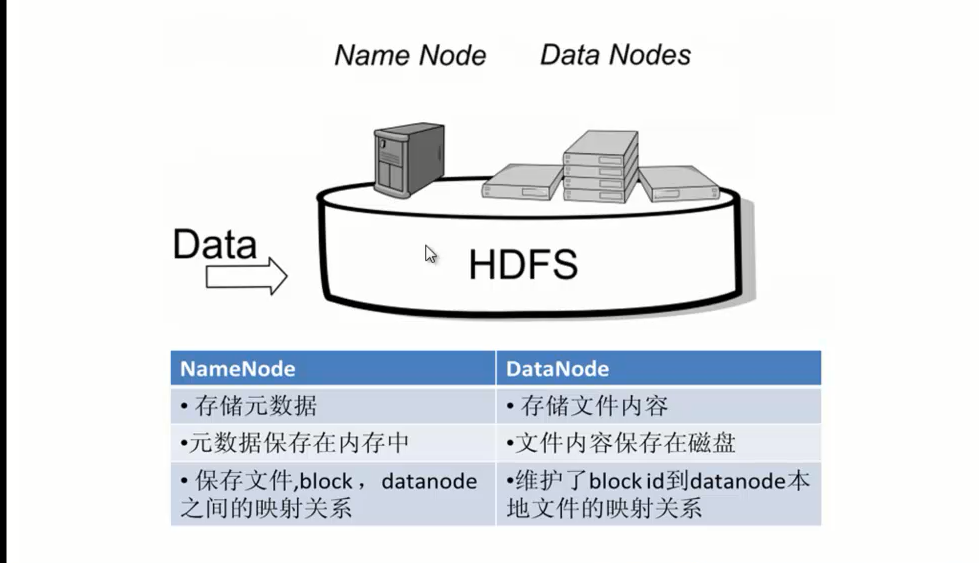 Name Node Data Nodes
Data
HDFS
NameNode DataNode
• 存储元数据 • 存储文件内容
•元数据保存在内存中 •文件内容保存在磁盘
• 保存文件,block ，datanode
之间的映射关系
•维护了block id到datanode本
地文件的映射关系